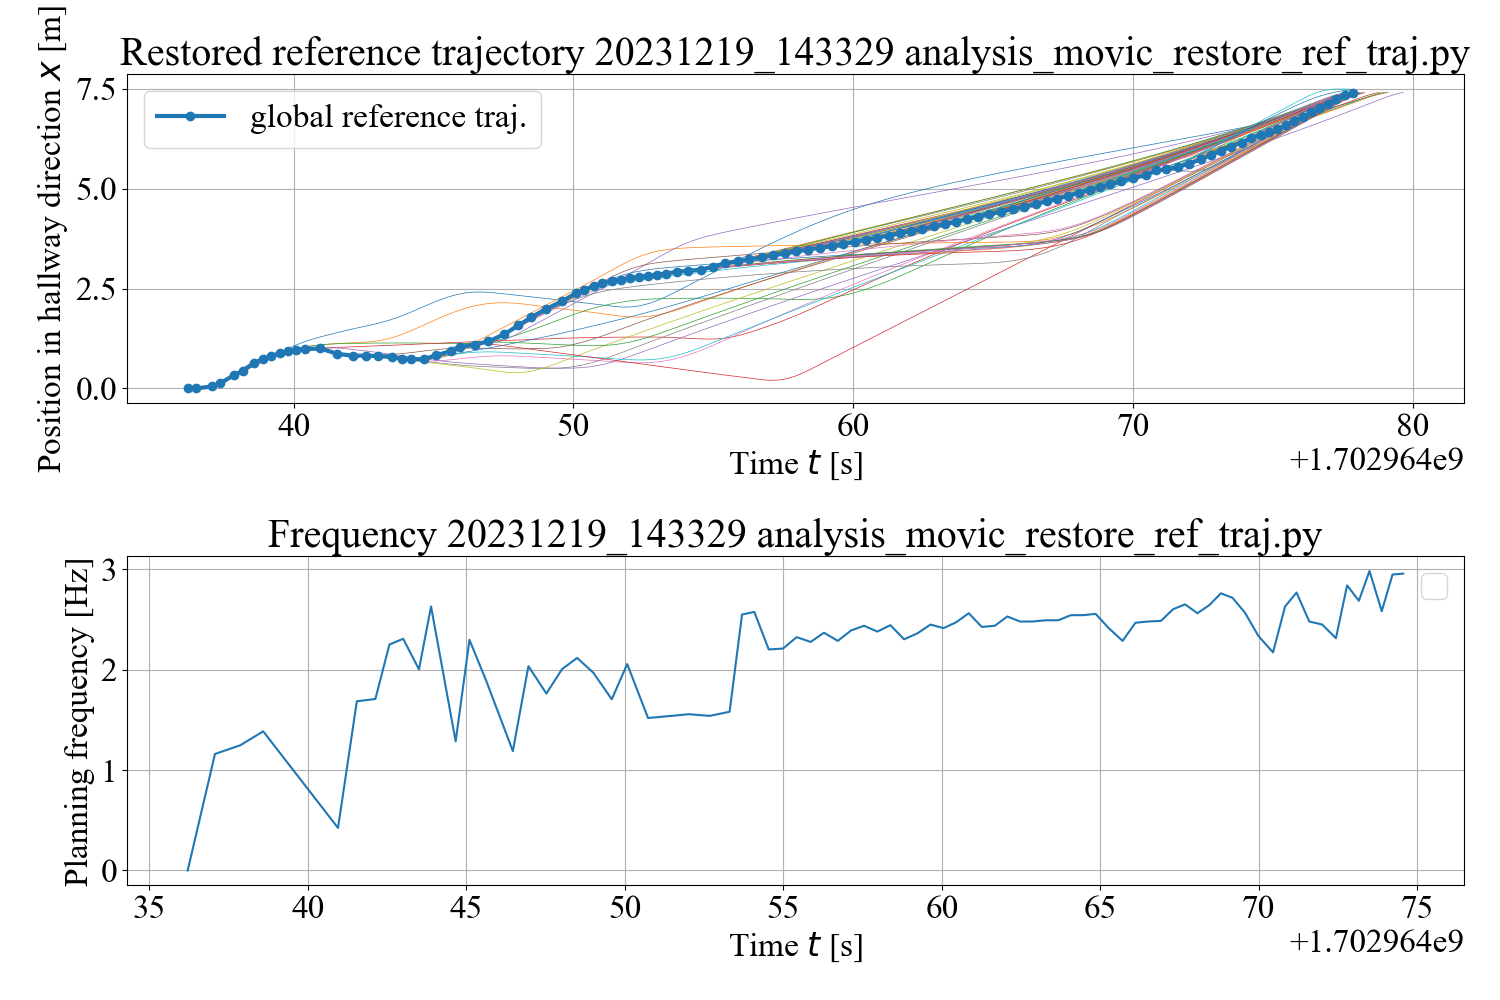 Restored reference trajectory 20231219_143329 analysis_movic_restore_ref_traj.py
Position in hallway direction x [m]
7.5
5.0
2.5
0.0
global reference traj.
40 50 60 70 80
Time t [s]
+1.702964e9
Frequency 20231219_143329 analysis_movic_restore_ref_traj.py
Planning frequency [Hz]
3
2
1
0
35 40 45 50 55 60 65 70 75
Time t [s]
+1.702964e9